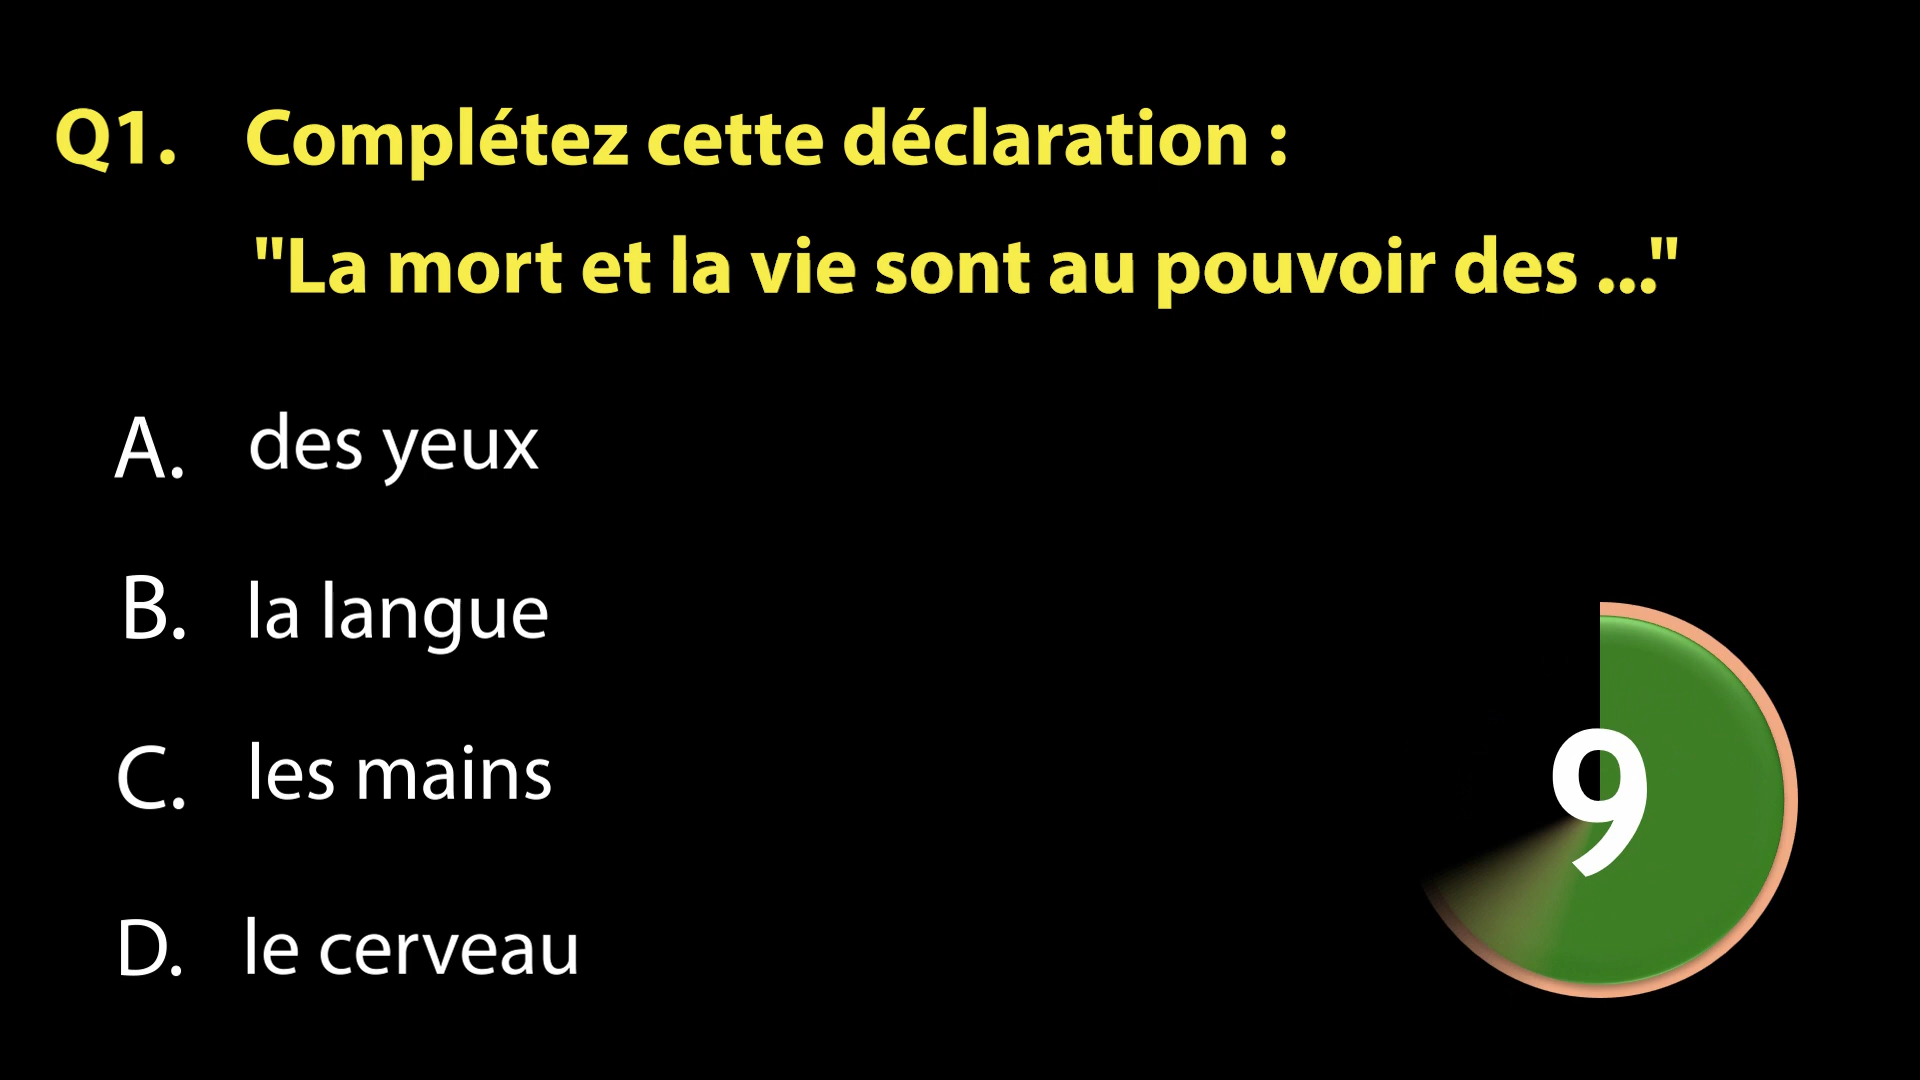 Q1. Complétez cette déclaration :
"La mort et la vie sont au pouvoir des ..."
A. des yeux
B. la langue
C. les mains
D. le cerveau
9